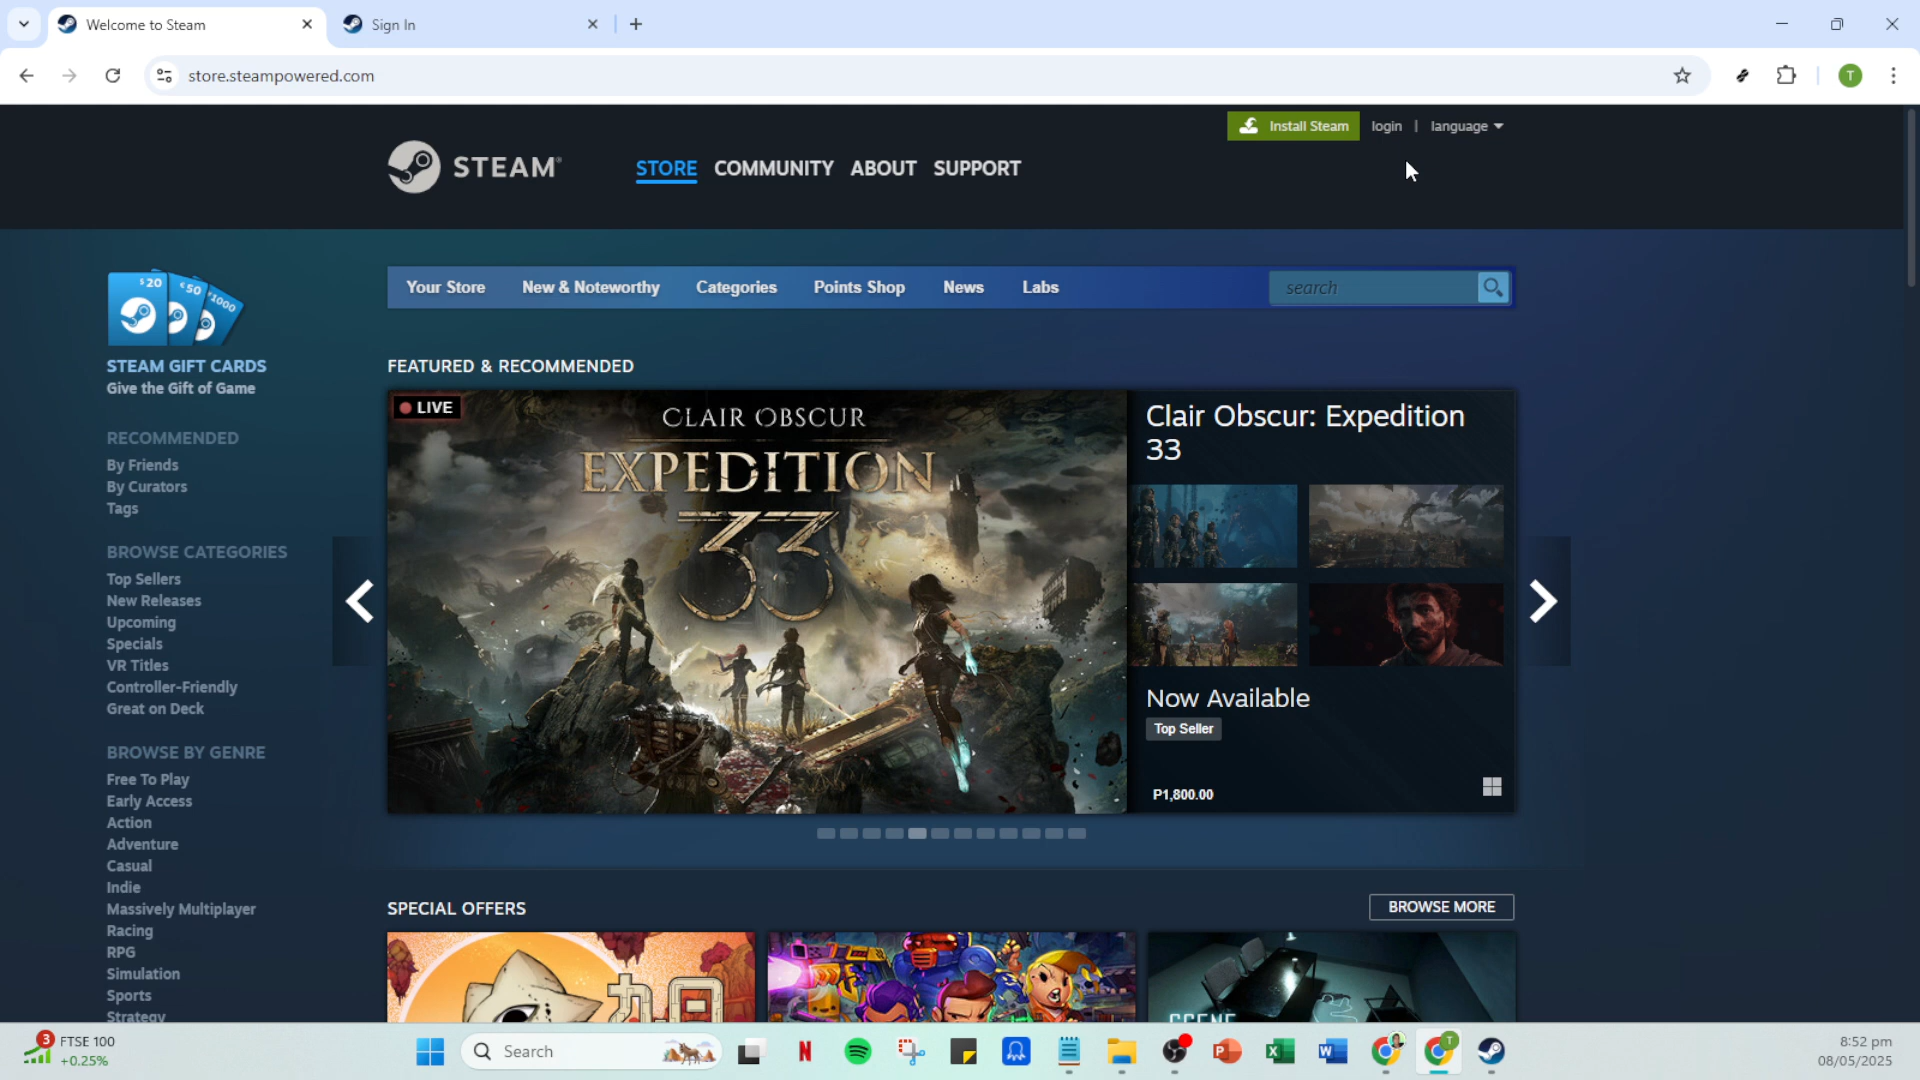 Welcome to Steam
Sign In
store.steampowered.com
T
Install Steam
login | language
STEAM®
STORE COMMUNITY ABOUT SUPPORT
$20
€50
1000
STEAM GIFT CARDS
Give the Gift of Game
Your Store New & Noteworthy Categories Points Shop News Labs
search
RECOMMENDED
By Friends
By Curators
Tags
BROWSE CATEGORIES
Top Sellers
New Releases
Upcoming
Specials
VR Titles
Controller-Friendly
Great on Deck
BROWSE BY GENRE
Free To Play
Early Access
Action
Adventure
Casual
Indie
Massively Multiplayer
Racing
RPG
Simulation
Sports
Strategy
FEATURED & RECOMMENDED
LIVE
CLAIR OBSCUR
EXPEDITION
33
Clair Obscur: Expedition
33
Now Available
Top Seller
P1,800.00
SPECIAL OFFERS
BROWSE MORE
九日
SCENE
3
FTSE 100
+0.25%
Search
N
P
X
W
T
8:52 pm
08/05/2025